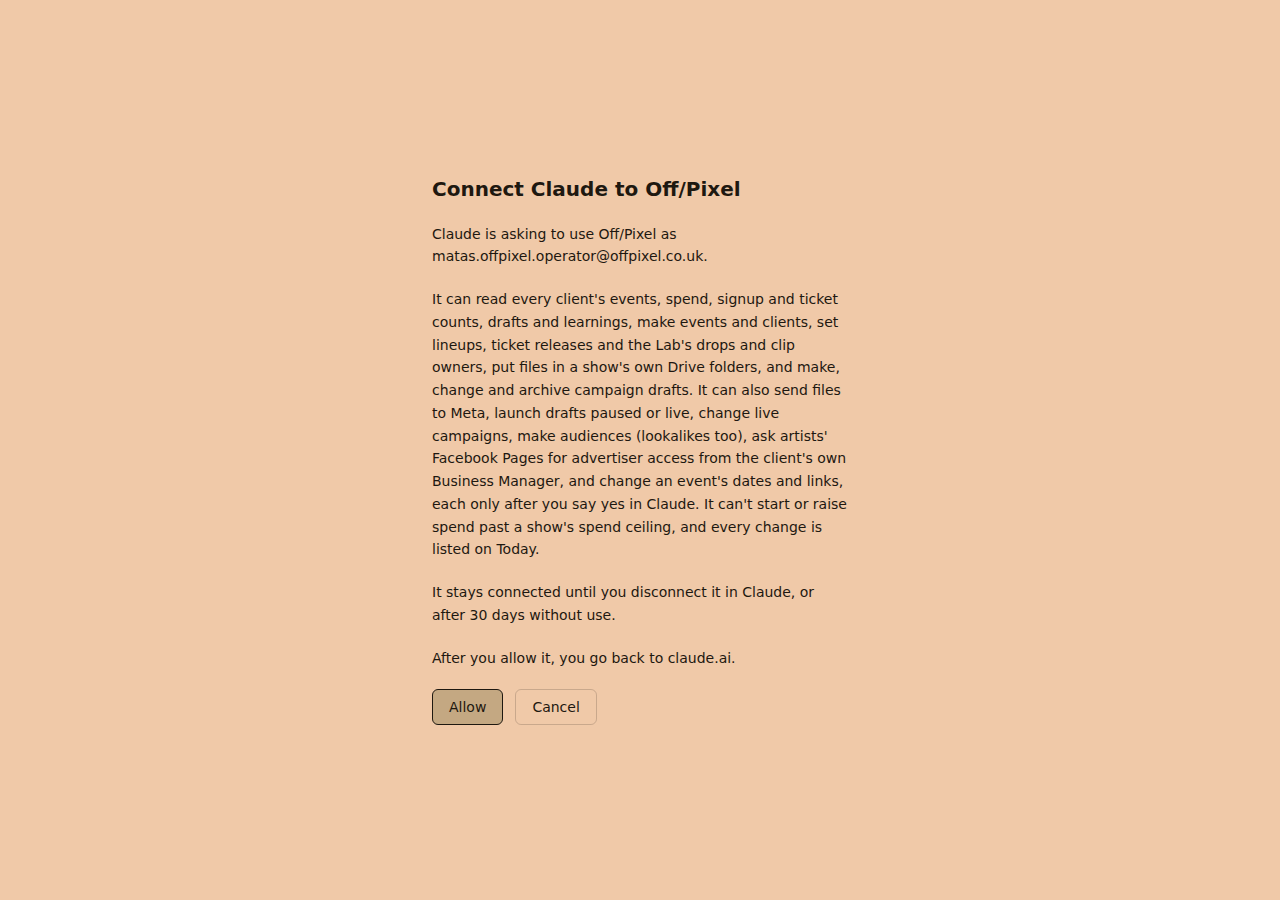 Connect Claude to Off/Pixel
Claude is asking to use Off/Pixel as
matas.offpixel.operator@offpixel.co.uk.
It can read every client's events, spend, signup and ticket
counts, drafts and learnings, make events and clients, set
lineups, ticket releases and the Lab's drops and clip
owners, put files in a show's own Drive folders, and make,
change and archive campaign drafts. It can also send files
to Meta, launch drafts paused or live, change live
campaigns, make audiences (lookalikes too), ask artists'
Facebook Pages for advertiser access from the client's own
Business Manager, and change an event's dates and links,
each only after you say yes in Claude. It can't start or raise
spend past a show's spend ceiling, and every change is
listed on Today.
It stays connected until you disconnect it in Claude, or
after 30 days without use.
After you allow it, you go back to claude.ai.
Allow
Cancel